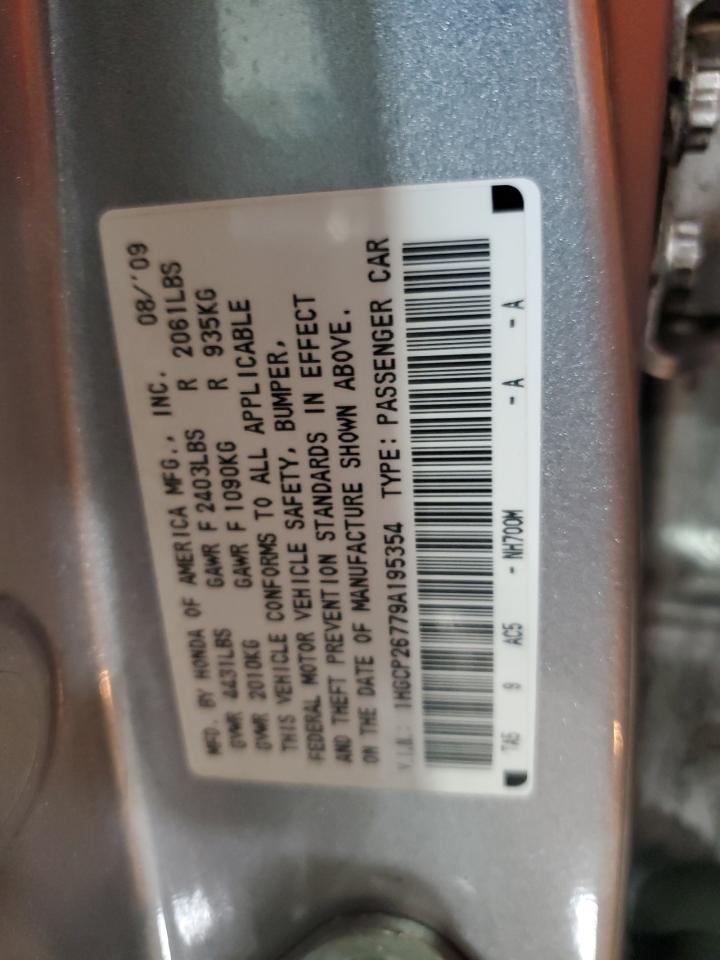 MFD. BY HONDA OF AMERICA MFG., INC. 08/''09
GVWR 4431LBS GAWR F 2403LBS R 2061LBS
GVWR 2010KG GAWR F 1090KG R 935KG
THIS VEHICLE CONFORMS TO ALL APPLICABLE
FEDERAL MOTOR VEHICLE SAFETY, BUMPER,
AND THEFT PREVENTION STANDARDS IN EFFECT
ON THE DATE OF MANUFACTURE SHOWN ABOVE.
V.I.N.: 1HGCP26779A195354 TYPE: PASSENGER CAR
TA5 9 AC5 - NH700M - A - A